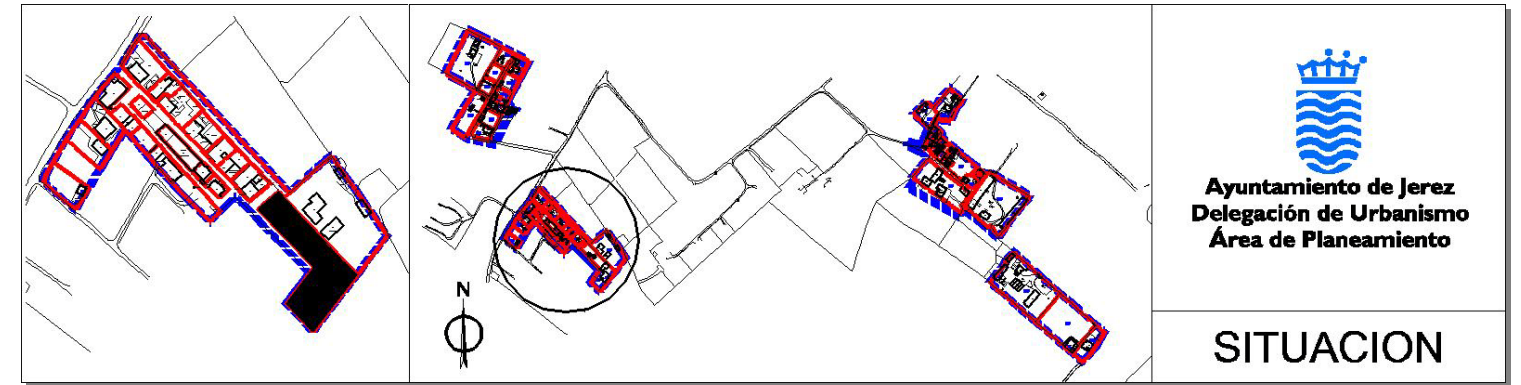 N
Ayuntamiento de Jerez
Delegación de Urbanismo
Área de Planeamiento
SITUACION